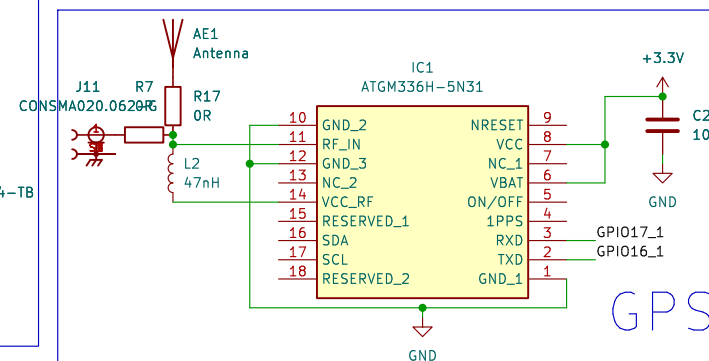 AE1
Antenna
J11
R7
R17
0R
IC1
ATGM336H-5N31
+3.3V
C2
10
GND
L2
47nH
4-TB
10 GND_2
11 RF_IN
12 GND_3
13 NC_2
14 VCC_RF
15 RESERVED_1
16 SDA
17 SCL
18 RESERVED_2
NRESET 9
VCC 8
NC_1 7
VBAT 6
ON/OFF 5
1PPS 4
RXD 3
TXD 2
GND_1 1
GPIO17_1
GPIO16_1
GND
GPS